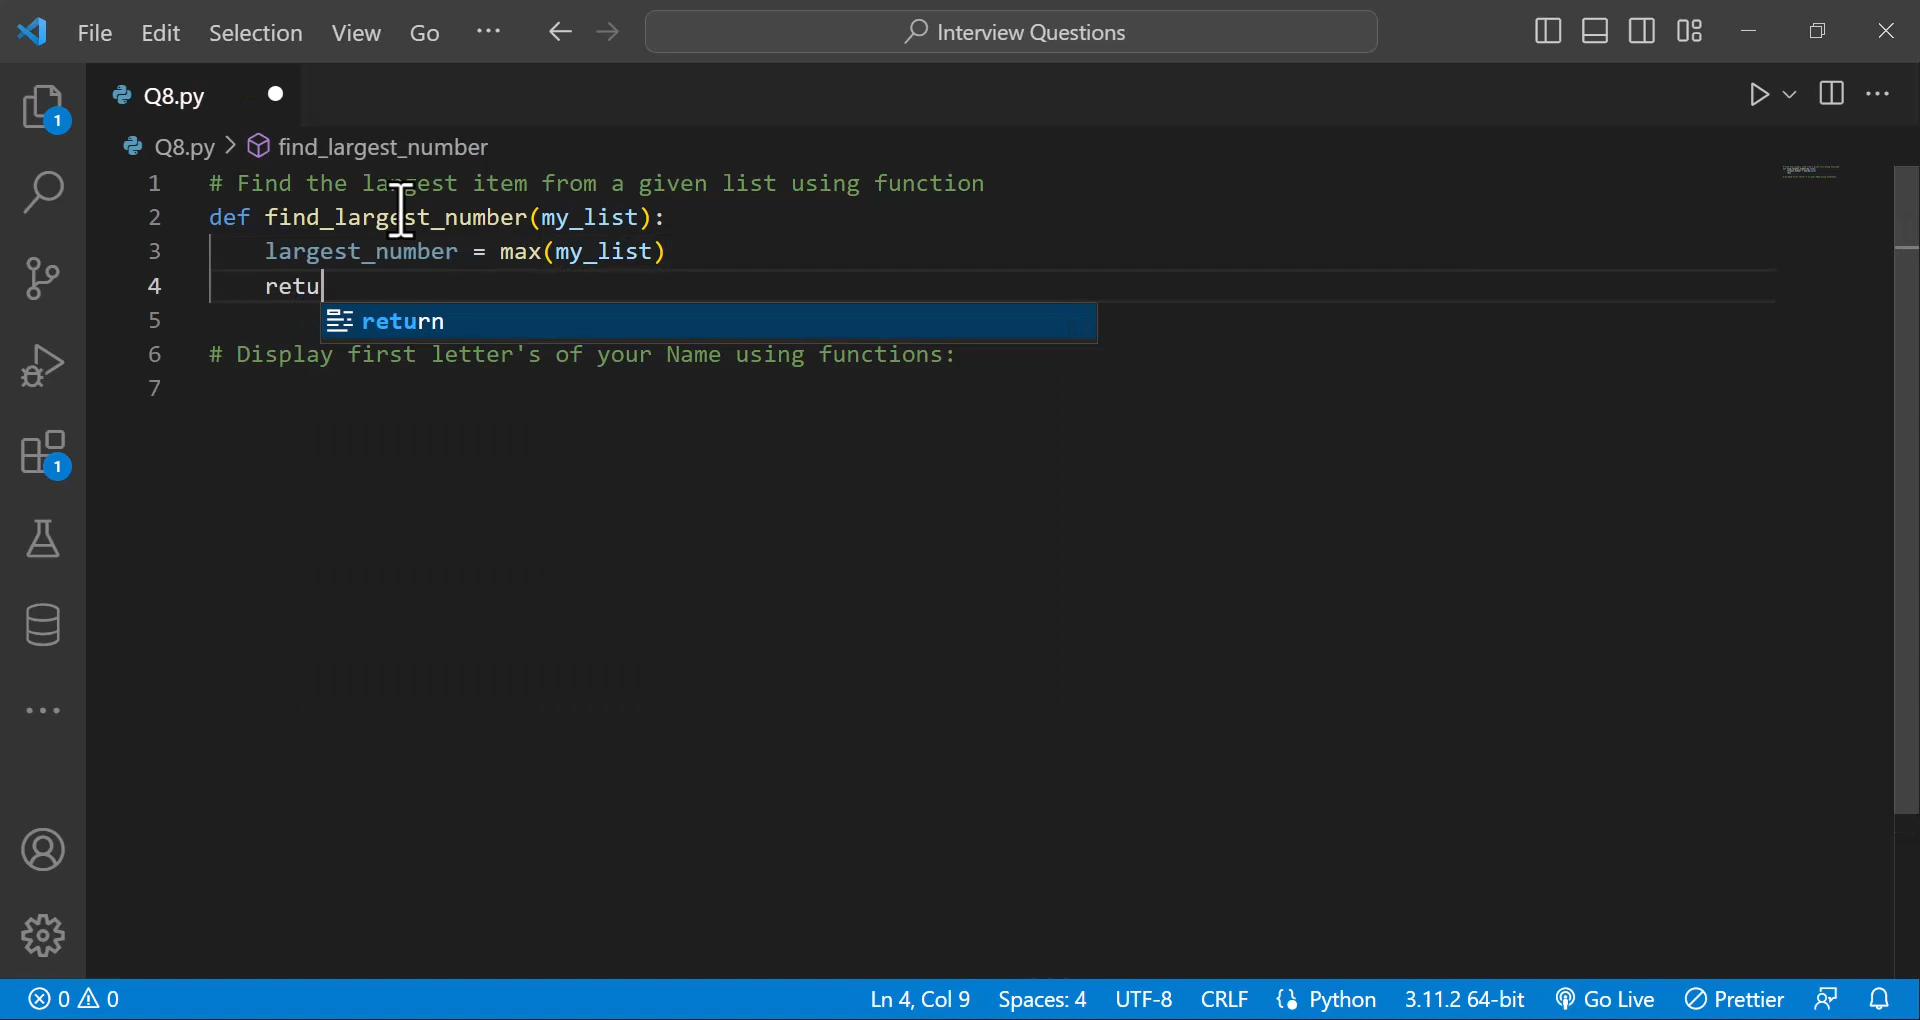 File Edit Selection View Go ··· Interview Questions
1
Q8.py
Q8.py > find_largest_number
1 # Find the largest item from a given list using function
2 def find_largest_number(my_list):
3 largest_number = max(my_list)
4 retu
return
5
6 # Display first letter's of your Name using functions:
7
1
0 0 Ln 4, Col 9 Spaces: 4 UTF-8 CRLF Python 3.11.2 64-bit Go Live Prettier